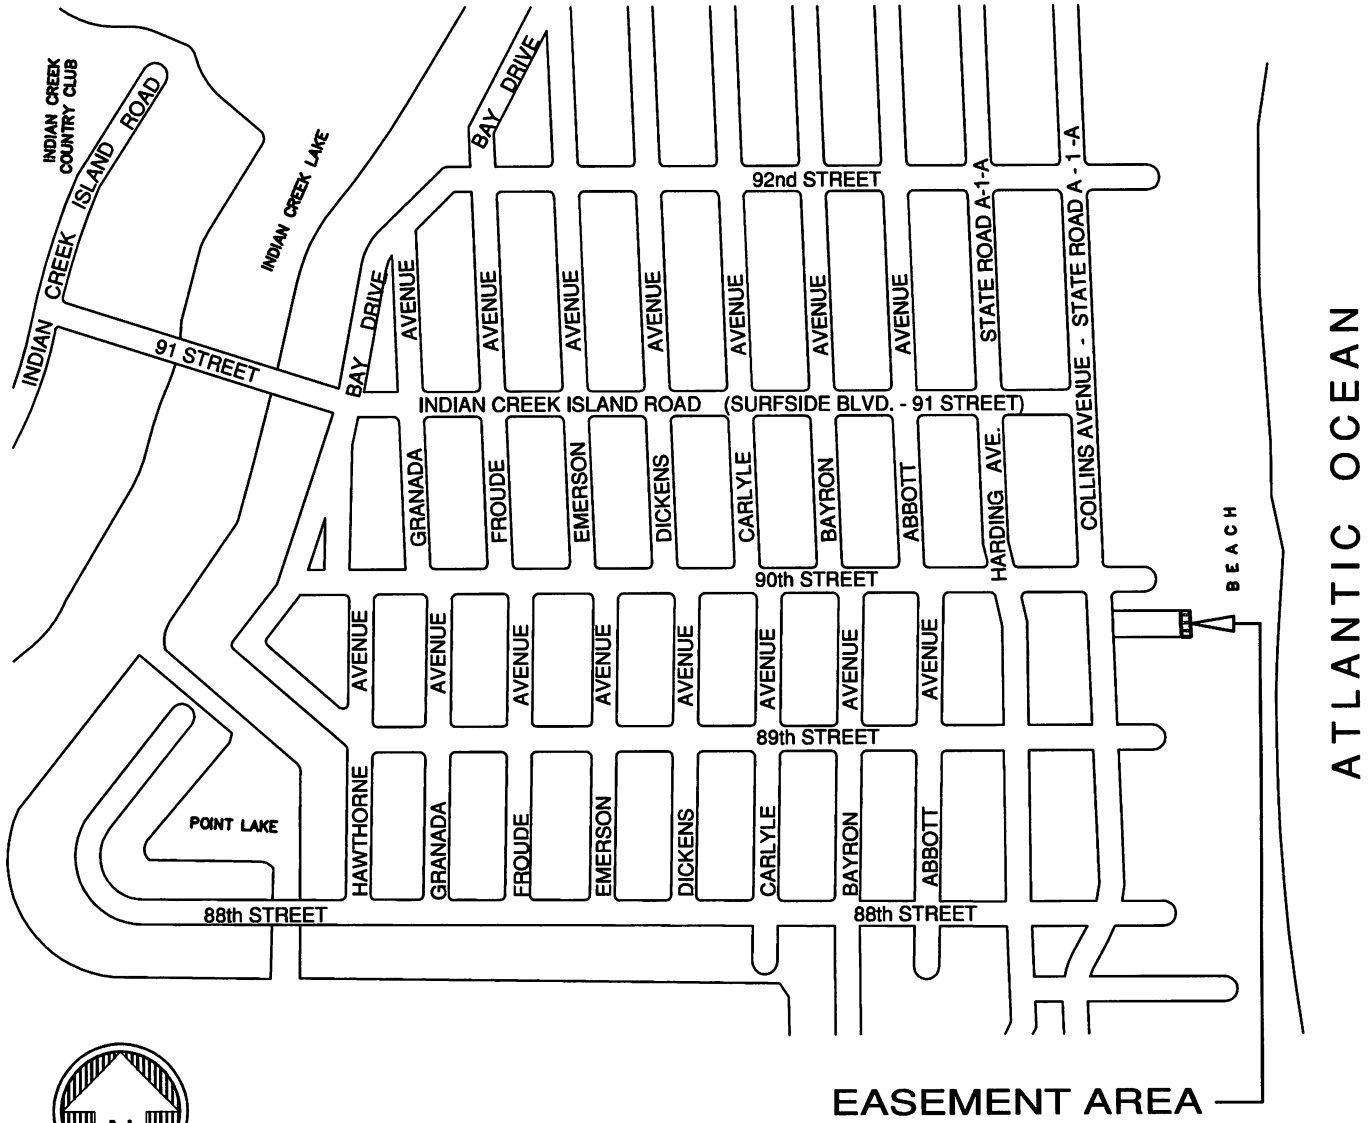 INDIAN CREEK
COUNTRY CLUB
INDIAN CREEK ISLAND ROAD
INDIAN CREEK LAKE
BAY DRIVE
92nd STREET
STATE ROAD A-1-A
COLLINS AVENUE - STATE ROAD A-1-A
BAY DRIVE
AVENUE
AVENUE
AVENUE
AVENUE
AVENUE
AVENUE
AVENUE
91 STREET
INDIAN CREEK ISLAND ROAD (SURFSIDE BLVD. - 91 STREET)
GRANADA
FROUDE
EMERSON
DICKENS
CARLYLE
BAYRON
ABBOTT
HARDING AVE.
90th STREET
BEACH
ATLANTIC OCEAN
AVENUE
AVENUE
AVENUE
AVENUE
AVENUE
AVENUE
AVENUE
AVENUE
89th STREET
POINT LAKE
HAWTHORNE
GRANADA
FROUDE
EMERSON
DICKENS
CARLYLE
BAYRON
ABBOTT
88th STREET
88th STREET
EASEMENT AREA